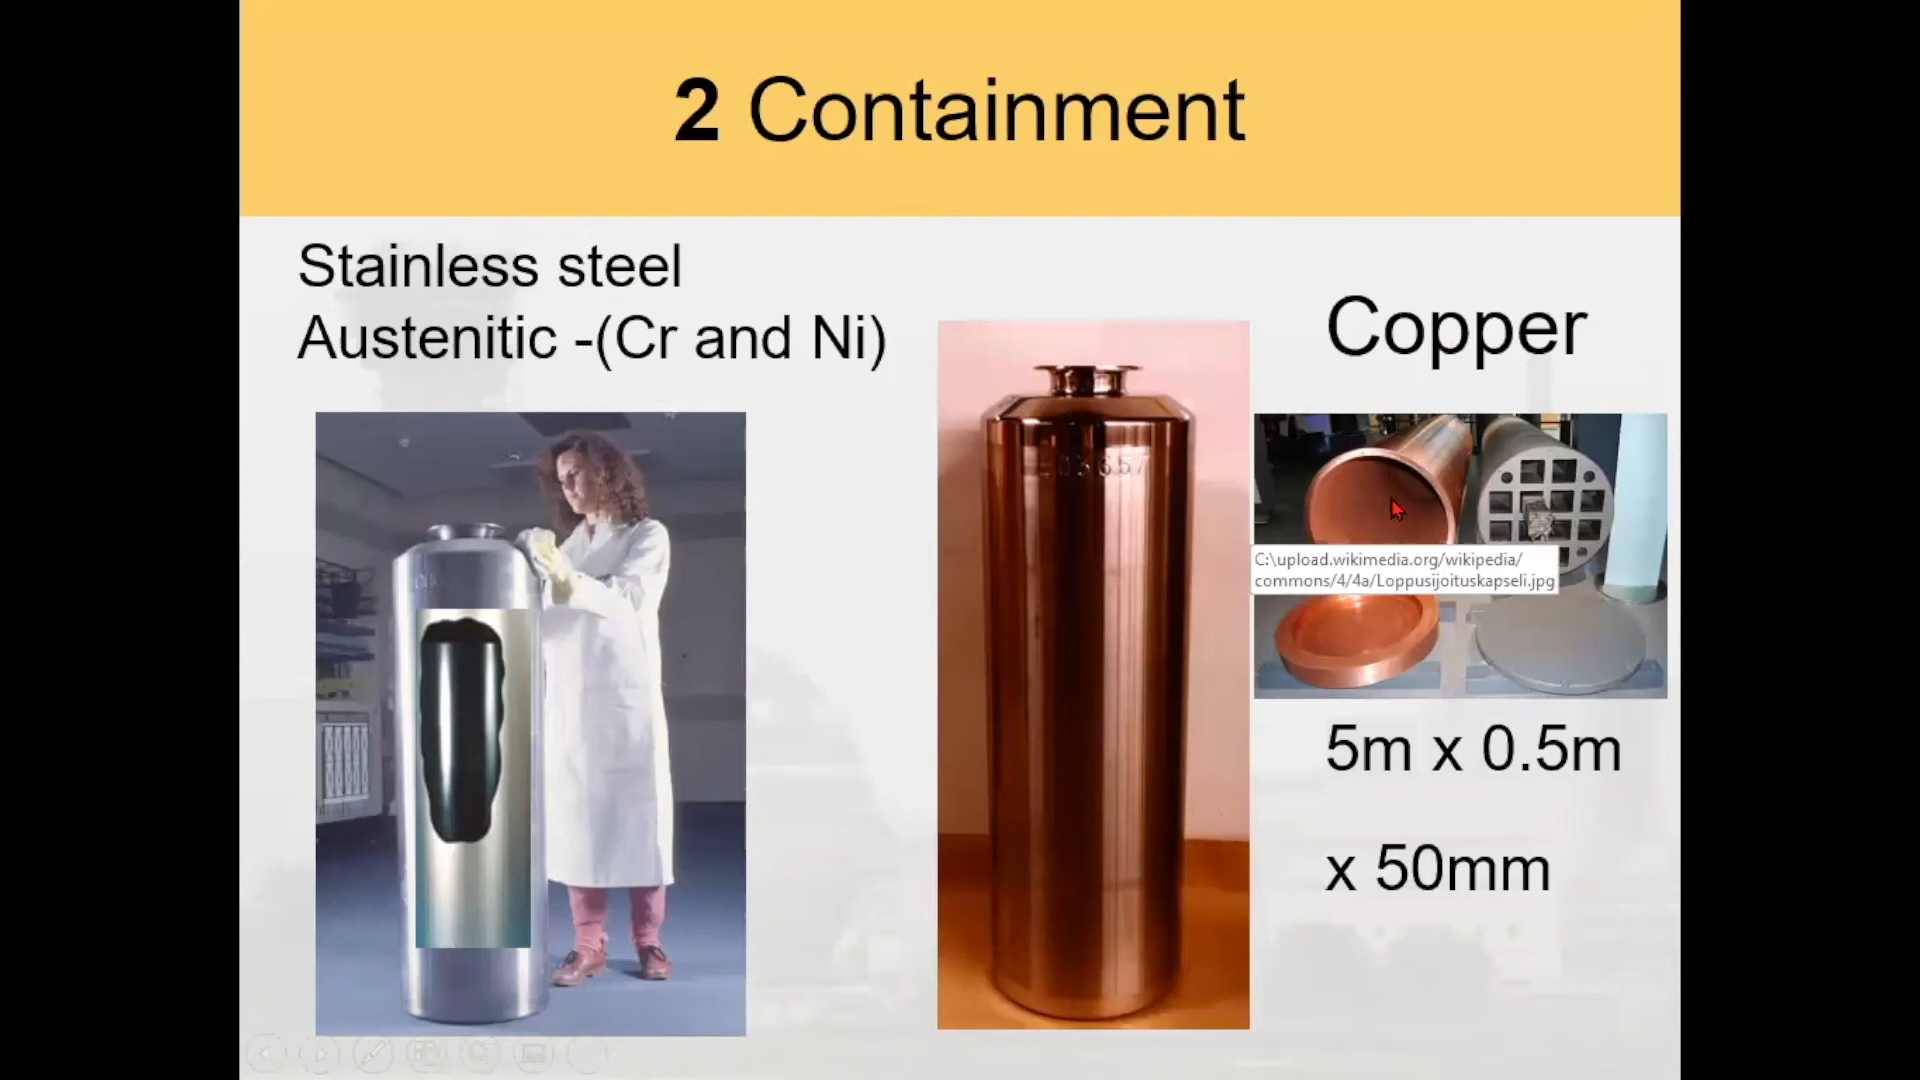 2 Containment
Stainless steel
Austenitic -(Cr and Ni)
Copper
C:\upload.wikimedia.org/wikipedia/
commons/4/4a/Loppusijoituskapseli.jpg
5m x 0.5m
x 50mm